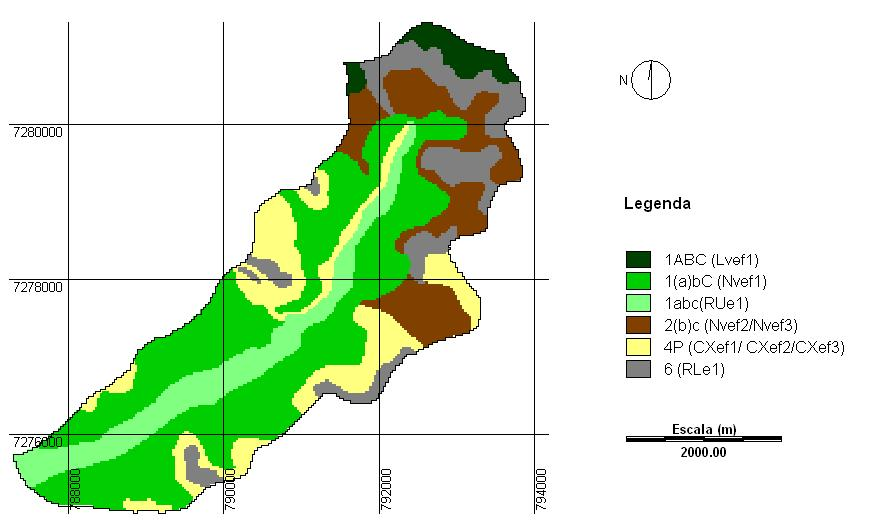 7280000
7278000
7276000
788000
790000
792000
794000
N
Legenda
1ABC (Lvef1)
1(a)bC (Nvef1)
1abc(RUe1)
2(b)c (Nvef2/Nvef3)
4P (CXef1/ CXef2/CXef3)
6 (RLe1)
Escala (m)
2000.00